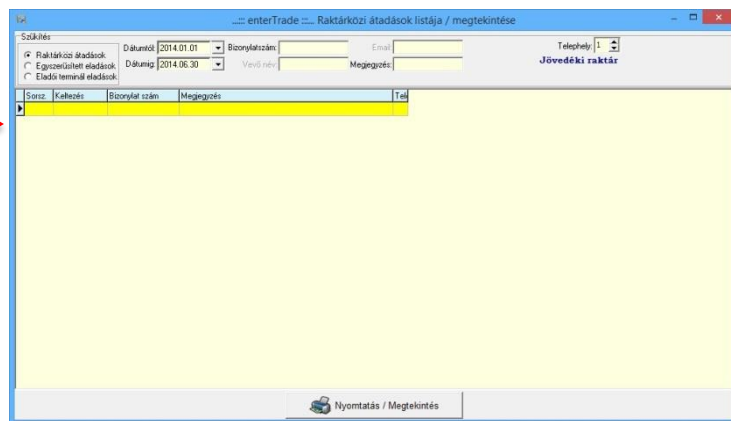 ...::: enterTrade :::... Raktárközi átadások listája / megtekintése
Szűkítés
Raktárközi átadások
Egyszerűsített eladások
Eladói terminál eladások
Dátumtól: 2014.01.01
Dátumig: 2014.06.30
Bizonylatszám:
Vevő név:
Email:
Megjegyzés:
Telephely: 1
Jövedéki raktár
Sorsz. Keltezés Bizonylat szám Megjegyzés Tele
Nyomtatás / Megtekintés